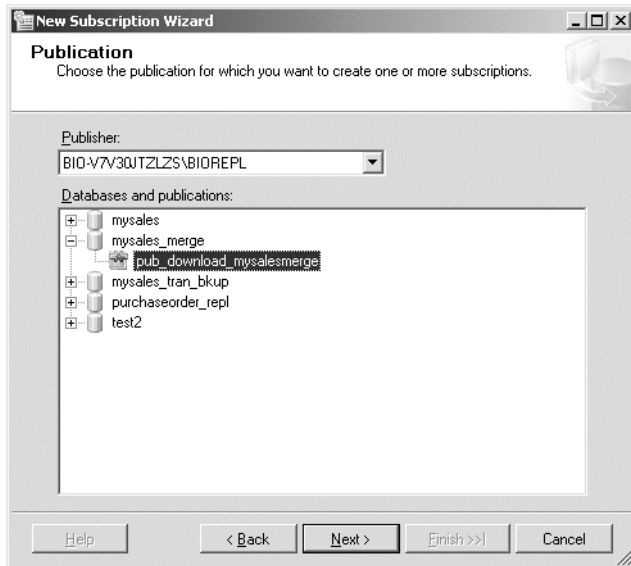 New Subscription Wizard
Publication
Choose the publication for which you want to create one or more subscriptions.
Publisher:
BIO-V7V30JTZLZS\BIOREPL
Databases and publications:
mysales
mysales_merge
pub_download_mysalesmerge
mysales_tran_bkup
purchaseorder_repl
test2
Help < Back Next > Finish >>| Cancel